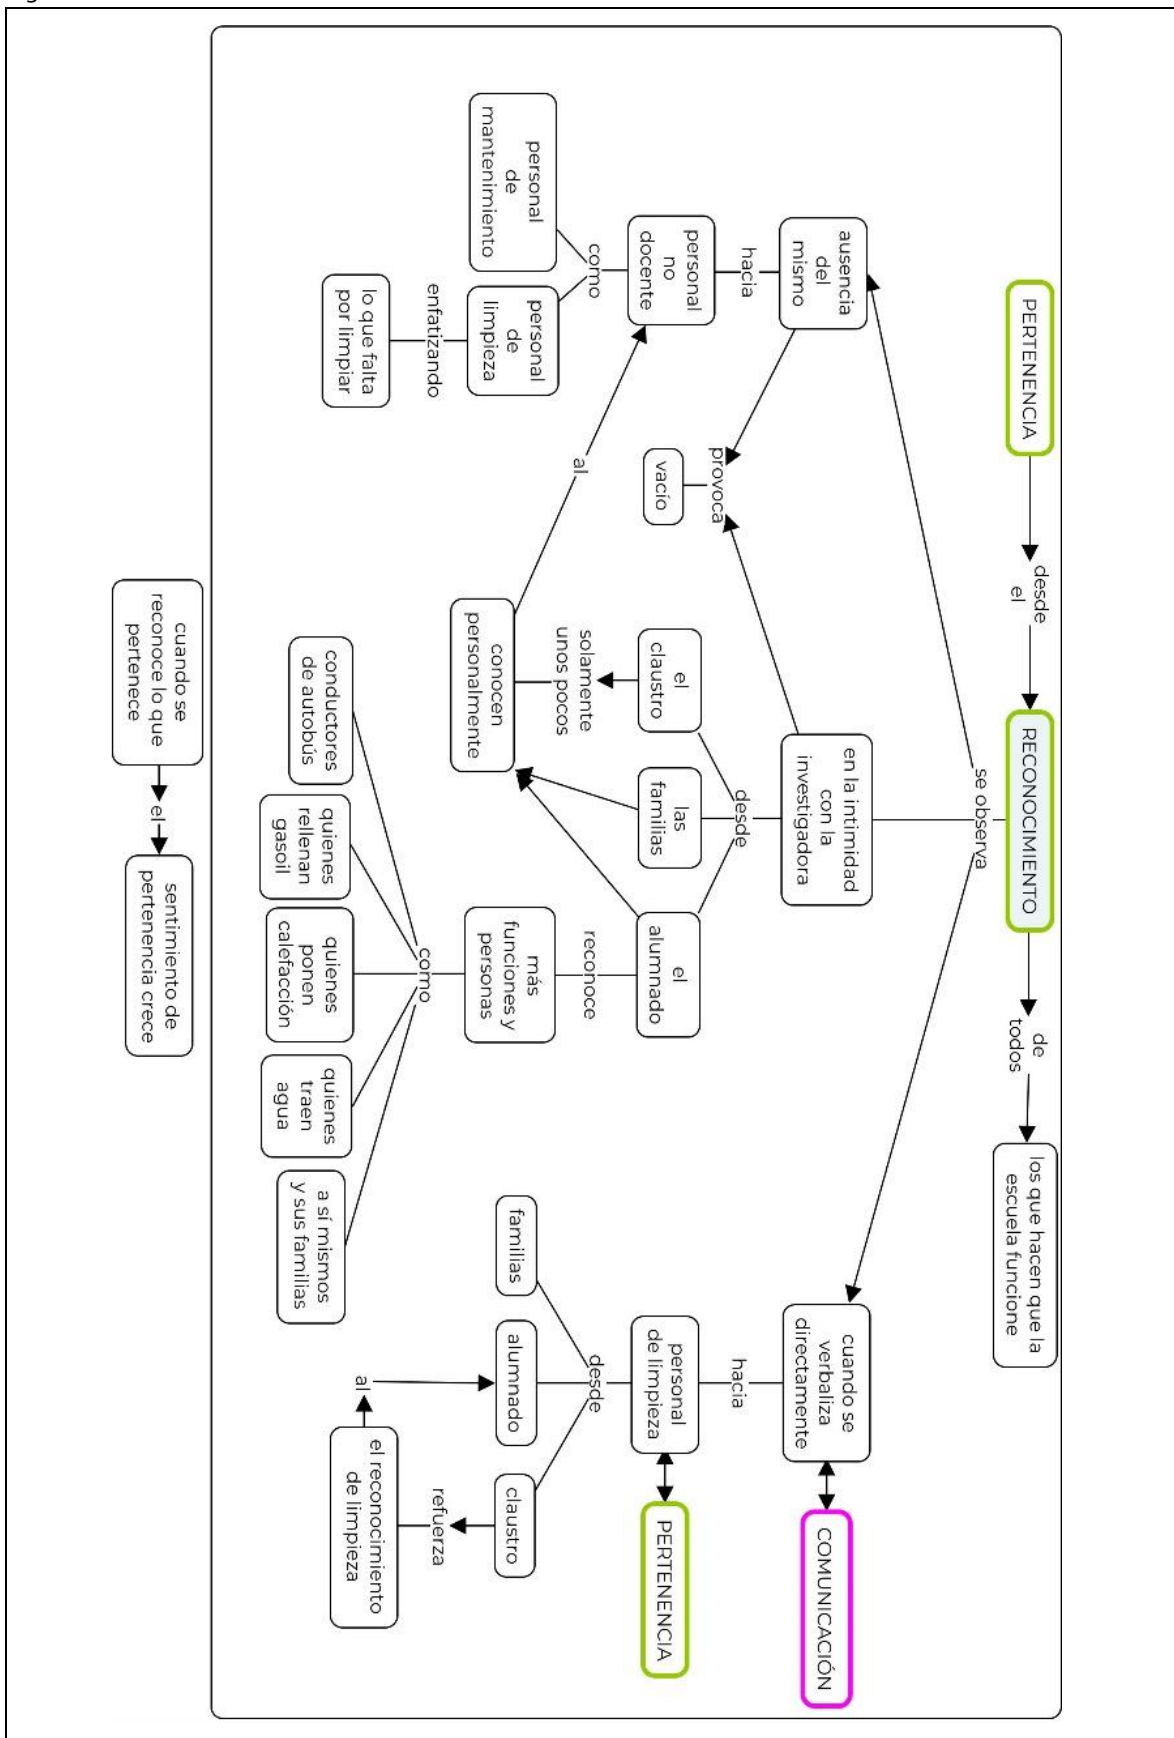 PERTENENCIA
desde
el
RECONOCIMIENTO
de
todos
los que hacen que la
escuela funcione
se observa
ausencia
del
mismo
hacia
personal
no
docente
como
personal
de
mantenimiento
personal
de
limpieza
enfatizando
lo que falta
por limpiar
provoca
vacío
en la intimidad
con la
investigadora
desde
el
claustro
las
familias
el
alumnado
solamente
unos pocos
conocen
personalmente
al
reconoce
más
funciones y
personas
como
conductores
de autobús
quienes
rellenan
gasoil
quienes
ponen
calefacción
quienes
traen
agua
a sí mismos
y sus familias
cuando se
verbaliza
directamente
COMUNICACIÓN
hacia
personal
de limpieza
PERTENENCIA
desde
familias
alumnado
claustro
refuerza
el reconocimiento
de limpieza
al
cuando se
reconoce lo que
pertenece
el
sentimiento de
pertenencia crece